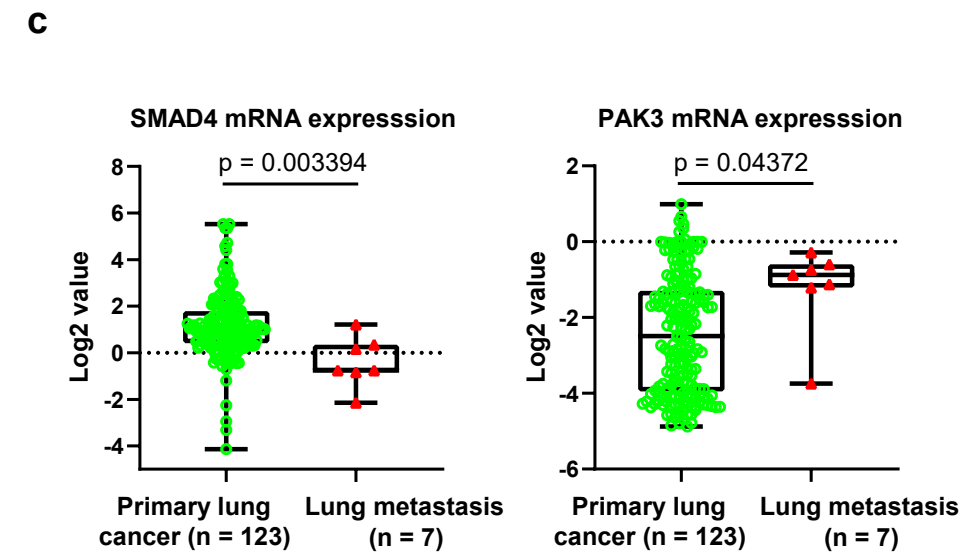 c
SMAD4 mRNA expresssion
p = 0.003394
Log2 value
8
6
4
2
0
-2
-4
Primary lung
cancer (n = 123)
Lung metastasis
(n = 7)
PAK3 mRNA expresssion
p = 0.04372
Log2 value
2
0
-2
-4
-6
Primary lung
cancer (n = 123)
Lung metastasis
(n = 7)